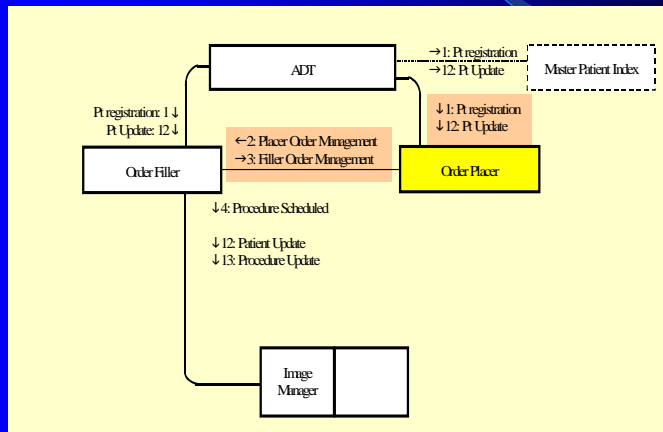 →1: Pt registration
→12: Pt Update
ADT
Master Patient Index
Pt registration: 1↓
Pt Update: 12↓
↓1: Pt registration
↓12: Pt Update
←2: Placer Order Management
→3: Filler Order Management
Order Filler
Order Placer
↓4: Procedure Scheduled
↓12: Patient Update
↓13: Procedure Update
Image
Manager